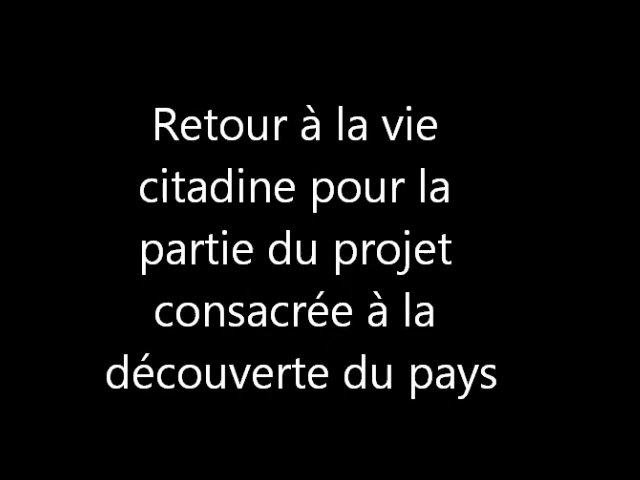 Retour à la vie
citadine pour la
partie du projet
consacrée à la
découverte du pays